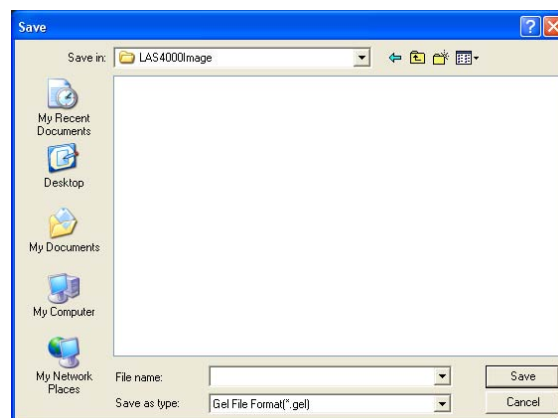 Save
Save in: LAS4000Image
My Recent
Documents
Desktop
My Documents
My Computer
My Network
Places
File name:
Save
Save as type: Gel File Format(*.gel)
Cancel